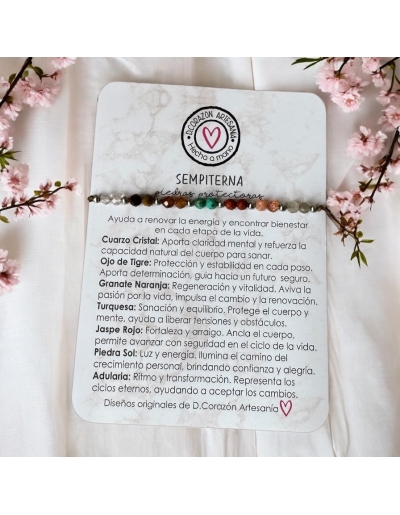 D.CORAZÓN ARTESANÍA
Hecho a mano
SEMPITERNA
piedras protectoras
Ayuda a renovar la energía y encontrar bienestar
en cada etapa de la vida.
Cuarzo Cristal: Aporta claridad mental y refuerza la
capacidad natural del cuerpo para sanar.
Ojo de Tigre: Protección y estabilidad en cada paso.
Aporta determinación, guía hacia un futuro seguro.
Granate Naranja: Regeneración y vitalidad. Aviva la
pasión por la vida, impulsa el cambio y la renovación.
Turquesa: Sanación y equilibrio. Protege el cuerpo y
mente, ayuda a liberar tensiones y obstáculos.
Jaspe Rojo: Fortaleza y arraigo. Ancla el cuerpo,
permite avanzar con seguridad en el ciclo de la vida.
Piedra Sol: Luz y energía. Ilumina el camino del
crecimiento personal, brindando confianza y alegría.
Adularia: Ritmo y transformación. Representa los
ciclos eternos, ayudando a aceptar los cambios.
Diseños originales de D.Corazón Artesanía